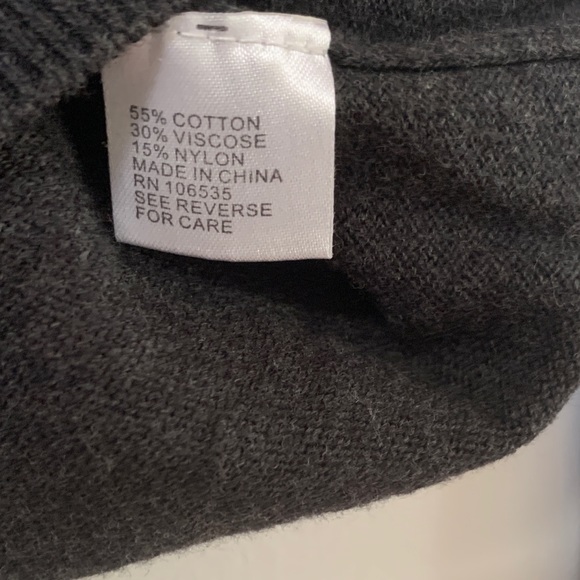 55% COTTON
30% VISCOSE
15% NYLON
MADE IN CHINA
RN 106535
SEE REVERSE
FOR CARE